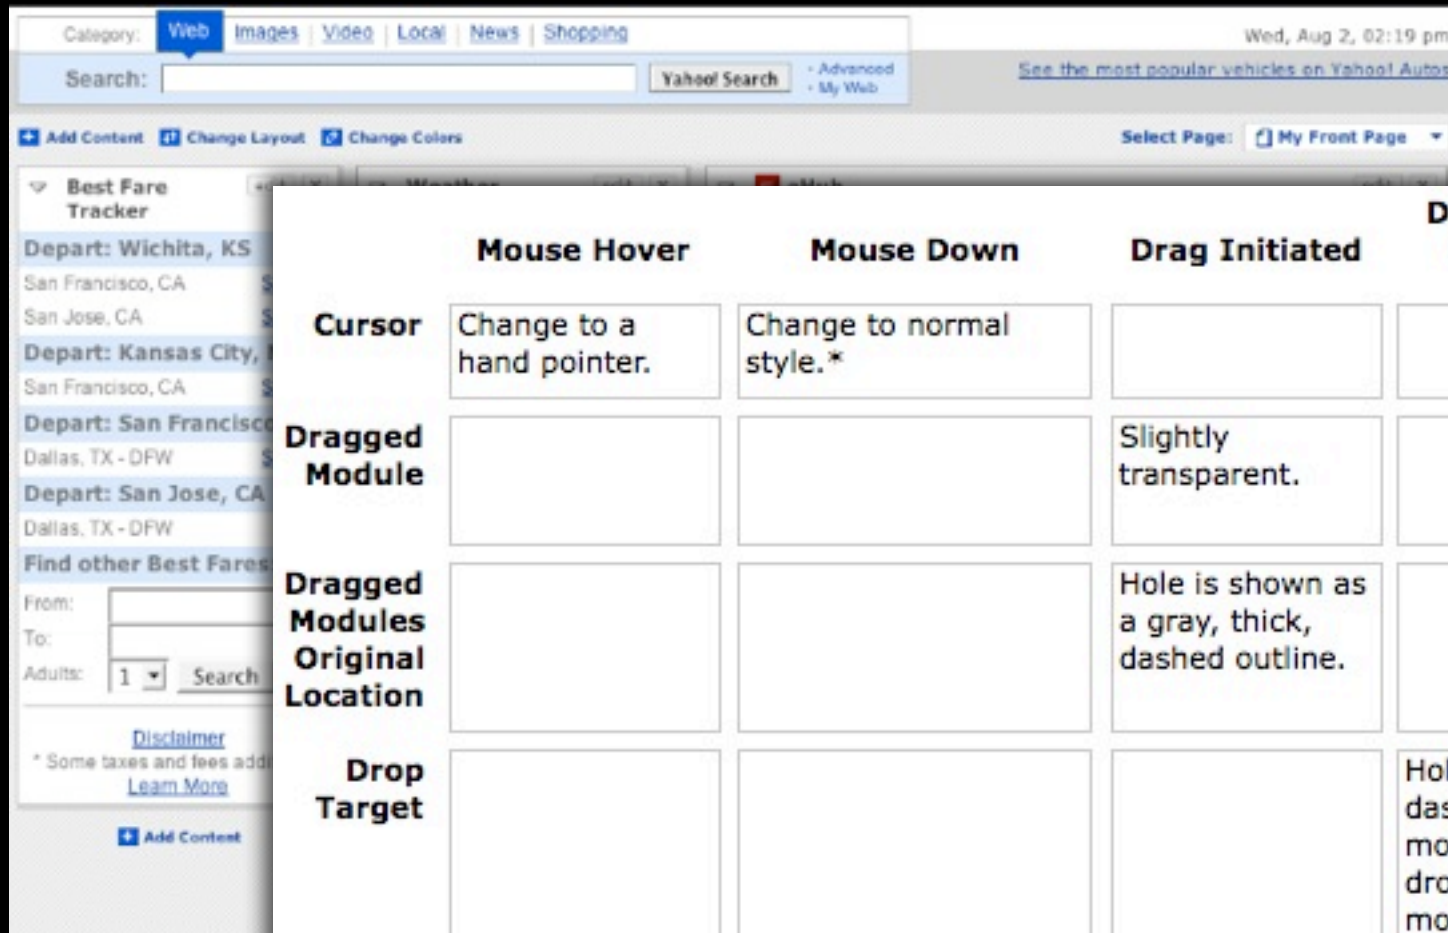 Category: Web Images | Video | Local | News | Shopping
Wed, Aug 2, 02:19 pm
Search: Yahoo! Search - Advanced
- My Web
See the most popular vehicles on Yahoo! Autos
Add Content Change Layout Change Colors
Select Page: My Front Page
Best Fare
Tracker
Weather
Depart: Wichita, KS
San Francisco, CA
San Jose, CA
Depart: Kansas City,
San Francisco, CA
Depart: San Francisco
Dallas, TX - DFW
Depart: San Jose, CA
Dallas, TX - DFW
Find other Best Fares
From:
To:
Adults: 1 Search
Disclaimer
* Some taxes and fees
Learn More
Add Content
Mouse Hover Mouse Down Drag Initiated D
Cursor
Change to a
hand pointer.
Change to normal
style.*
Dragged
Module
Slightly
transparent.
Dragged
Modules
Original
Location
Hole is shown as
a gray, thick,
dashed outline.
Drop
Target